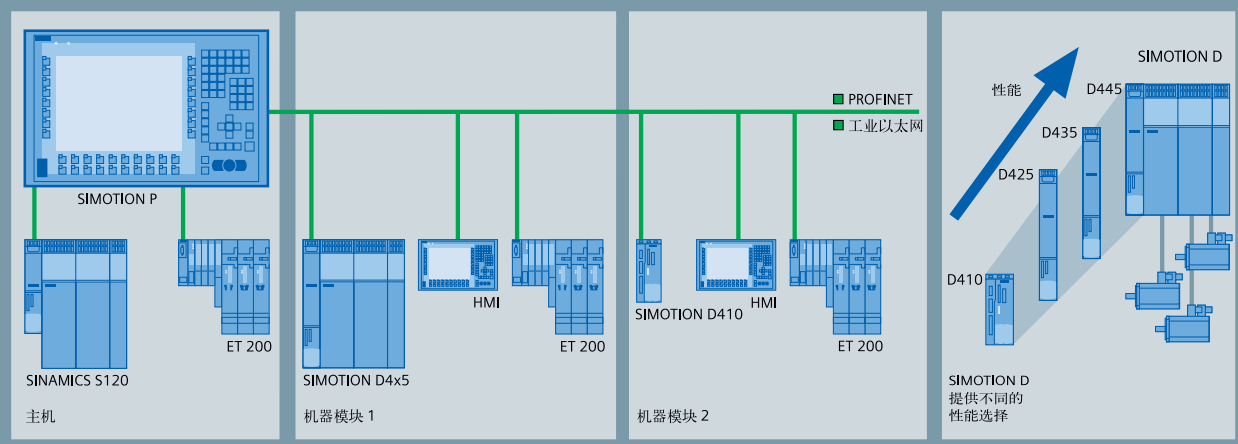 SIMOTION P
SINAMICS S120
ET 200
主机
SIMOTION D4x5
HMI
ET 200
机器模块 1
PROFINET
工业以太网
SIMOTION D410
HMI
ET 200
机器模块 2
SIMOTION D
性能
D445
D435
D425
D410
SIMOTION D
提供不同的
性能选择